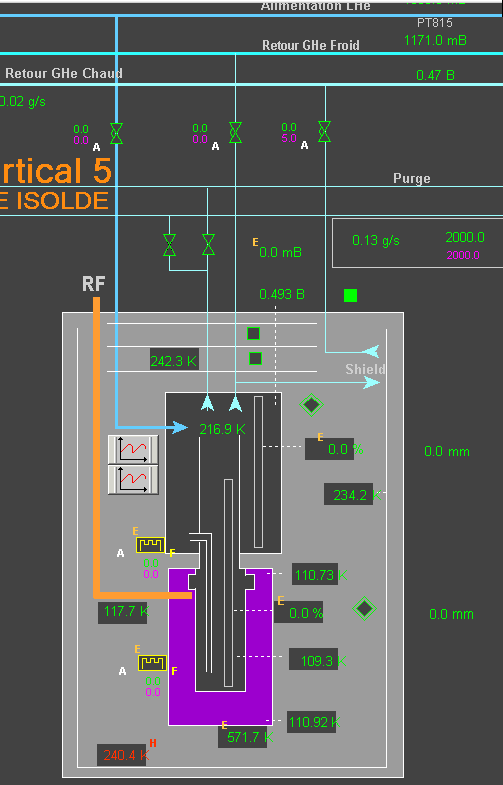 Alimentation LHe
PT815
Retour GHe Froid
1171.0 mB
Retour GHe Chaud
0.47 B
0.02 g/s
0.0
0.0
A
0.0
0.0
A
0.0
5.0
A
rtical 5
E ISOLDE
Purge
E
0.0 mB
0.13 g/s
2000.0
2000.0
RF
0.493 B
242.3 K
Shield
216.9 K
E
0.0 %
0.0 mm
234.2
E
A
F
0.0
0.0
110.73
E
117.7 K
0.0 %
0.0 mm
E
A
F
0.0
0.0
109.3
110.92 K
E
571.7 K
H
240.4 K